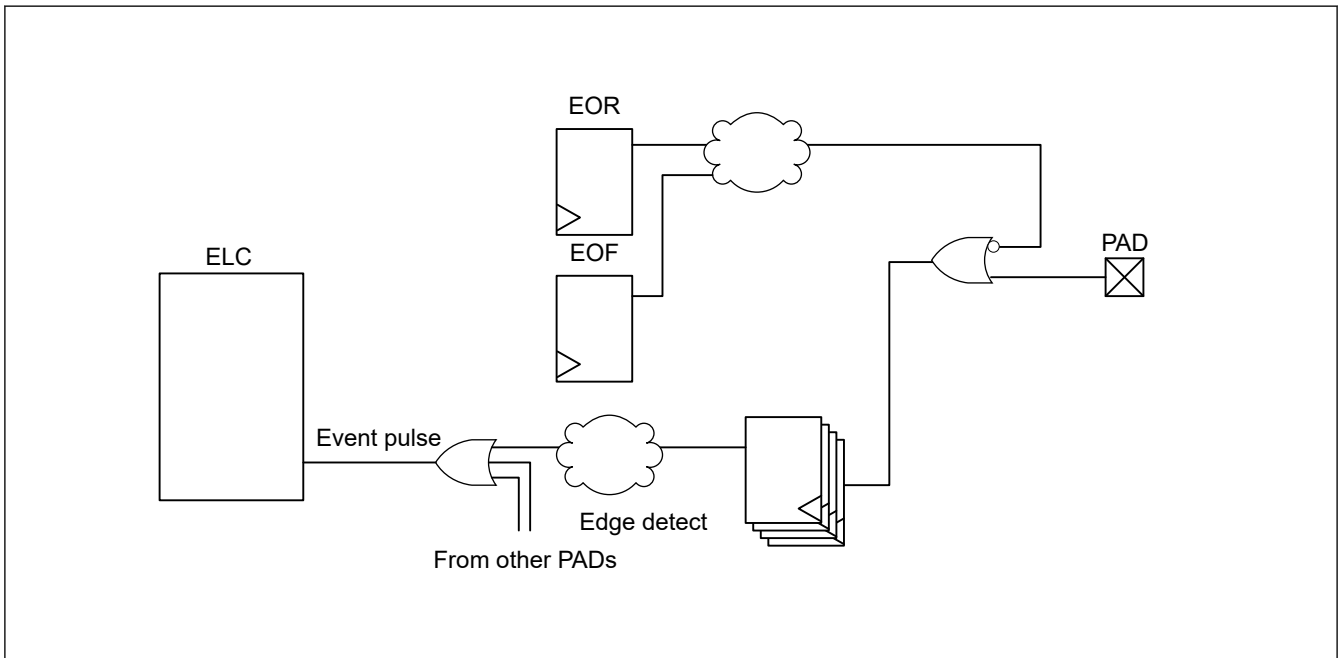 EOR
EOF
PAD
ELC
Event pulse
Edge detect
From other PADs